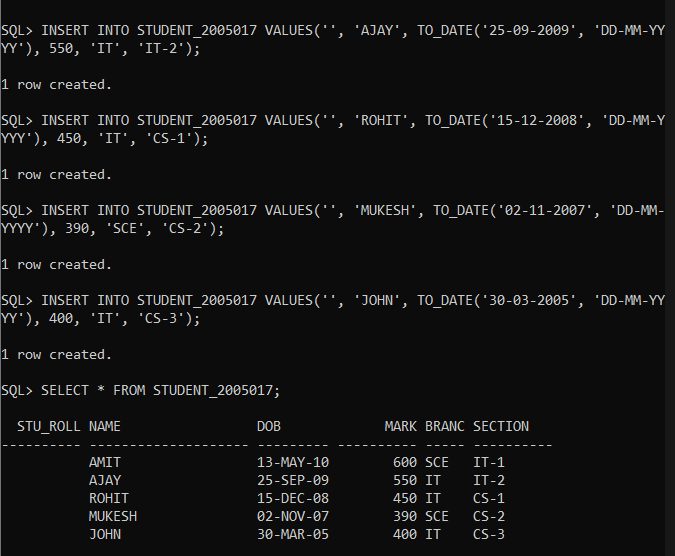 SQL> INSERT INTO STUDENT_2005017 VALUES('', 'AJAY', TO_DATE('25-09-2009', 'DD-MM-YY
YY'), 550, 'IT', 'IT-2');
1 row created.
SQL> INSERT INTO STUDENT_2005017 VALUES('', 'ROHIT', TO_DATE('15-12-2008', 'DD-MM-Y
YYY'), 450, 'IT', 'CS-1');
1 row created.
SQL> INSERT INTO STUDENT_2005017 VALUES('', 'MUKESH', TO_DATE('02-11-2007', 'DD-MM-
YYYY'), 390, 'SCE', 'CS-2');
1 row created.
SQL> INSERT INTO STUDENT_2005017 VALUES('', 'JOHN', TO_DATE('30-03-2005', 'DD-MM-YY
YY'), 400, 'IT', 'CS-3');
1 row created.
SQL> SELECT * FROM STUDENT_2005017;
  STU_ROLL NAME                 DOB             MARK BRANC SECTION
---------- -------------------- --------- ---------- ----- ----------
           AMIT                 13-MAY-10        600 SCE   IT-1
           AJAY                 25-SEP-09        550 IT    IT-2
           ROHIT                15-DEC-08        450 IT    CS-1
           MUKESH               02-NOV-07        390 SCE   CS-2
           JOHN                 30-MAR-05        400 IT    CS-3